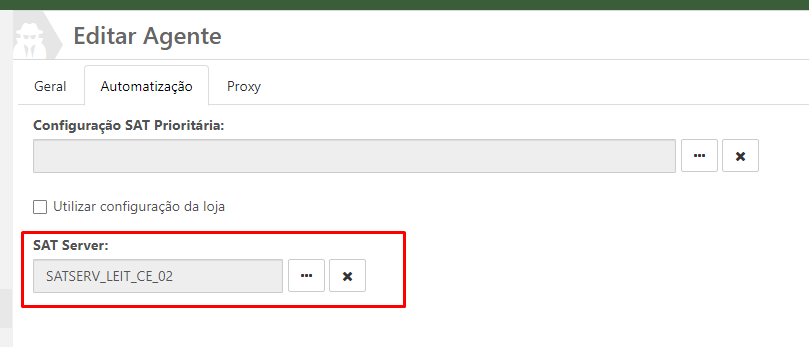 Editar Agente
Geral Automatização Proxy
Configuração SAT Prioritária:
Utilizar configuração da loja
SAT Server:
SATSERV_LEIT_CE_02